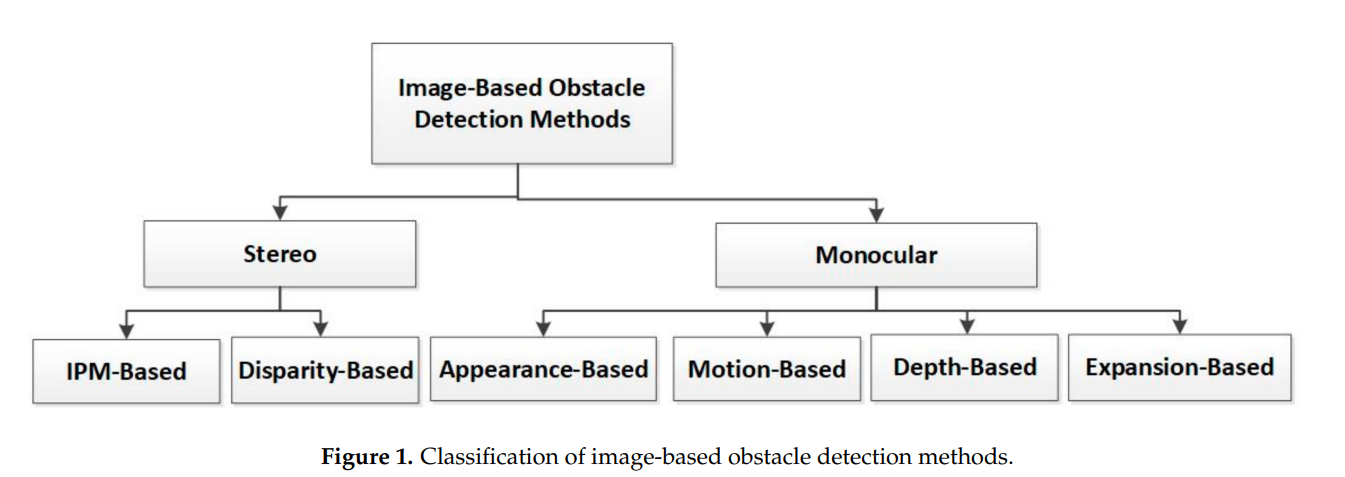 Image-Based Obstacle
Detection Methods
Stereo
Monocular
IPM-Based
Disparity-Based
Appearance-Based
Motion-Based
Depth-Based
Expansion-Based
Figure 1. Classification of image-based obstacle detection methods.